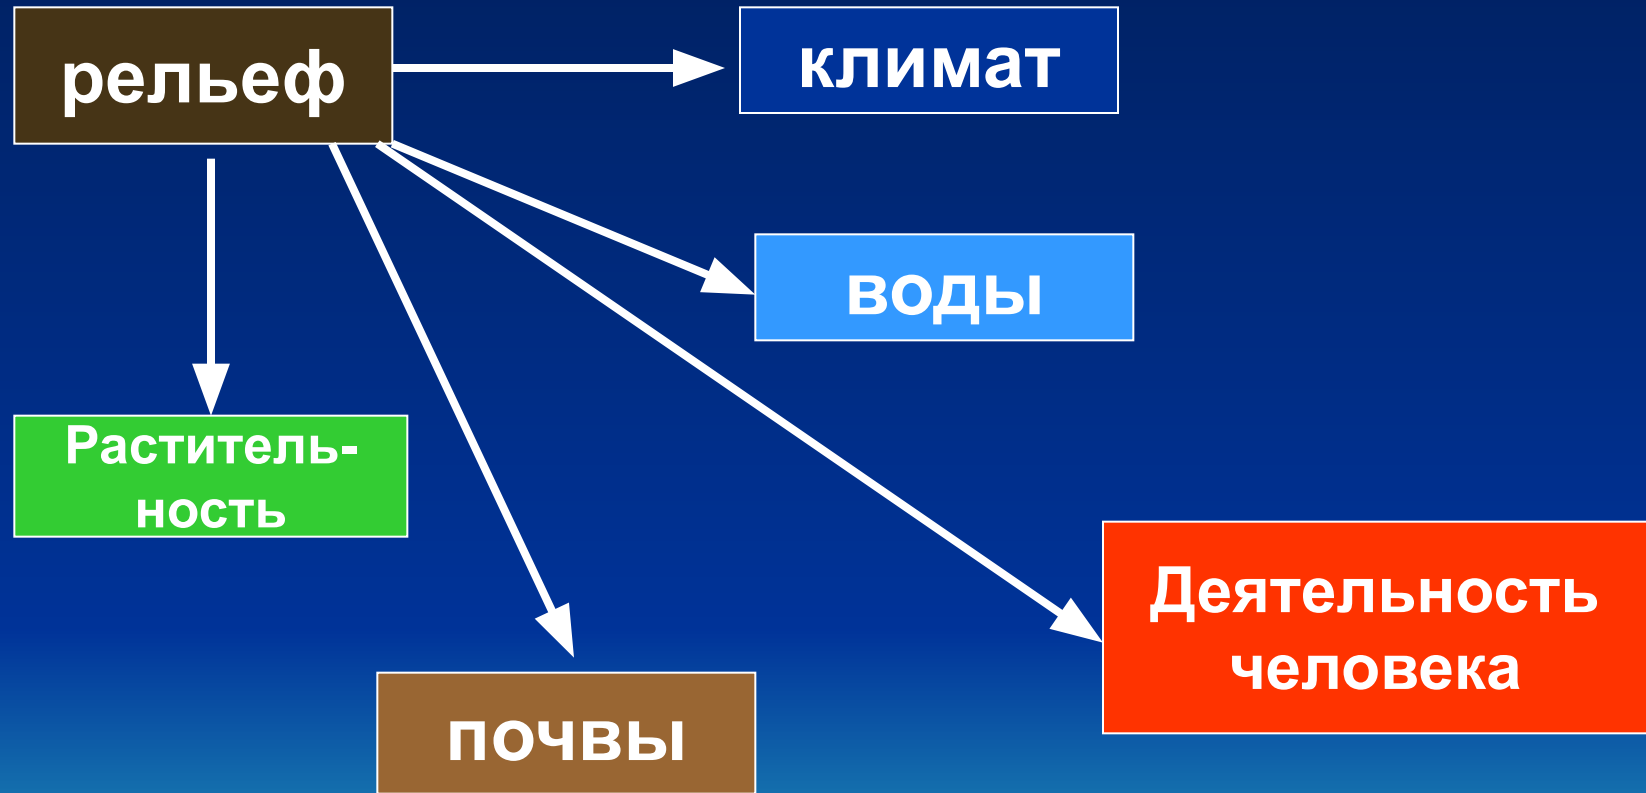 рельеф
климат
воды
Раститель-
ность
Деятельность
человека
почвы